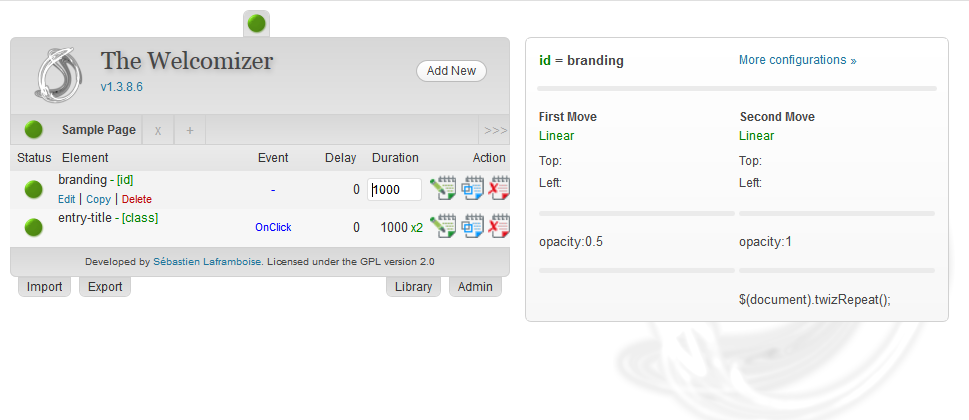 The Welcomizer
v1.3.8.6
Add New
Sample Page x + >>>
Status Element Event Delay Duration Action
branding - [id] - 0 1000
Edit | Copy | Delete
entry-title - [class] OnClick 0 1000 x2
Developed by Sébastien Laframboise. Licensed under the GPL version 2.0
Import Export Library Admin
id = branding More configurations »
First Move Second Move
Linear Linear
Top: Top:
Left: Left:
opacity:0.5 opacity:1
$(document).twizRepeat();